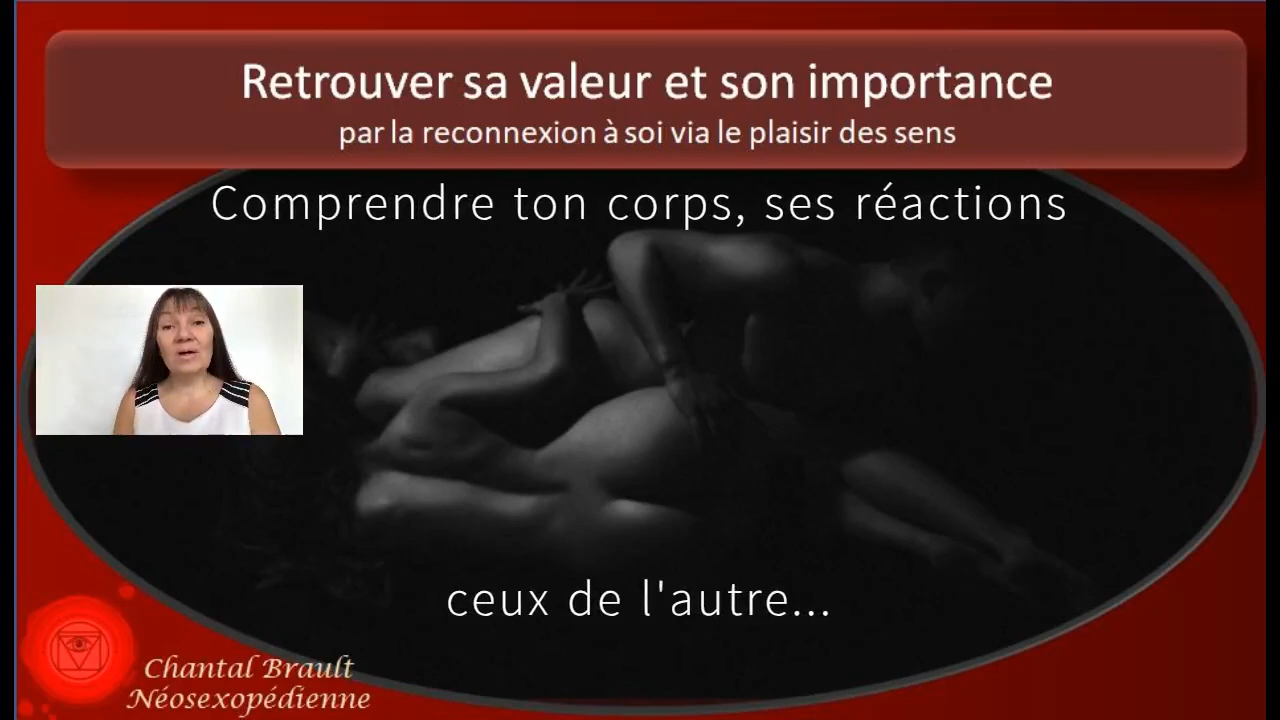 Retrouver sa valeur et son importance
par la reconnexion à soi via le plaisir des sens
Comprendre ton corps, ses réactions
ceux de l'autre...
Chantal Brault
Néosexopédienne